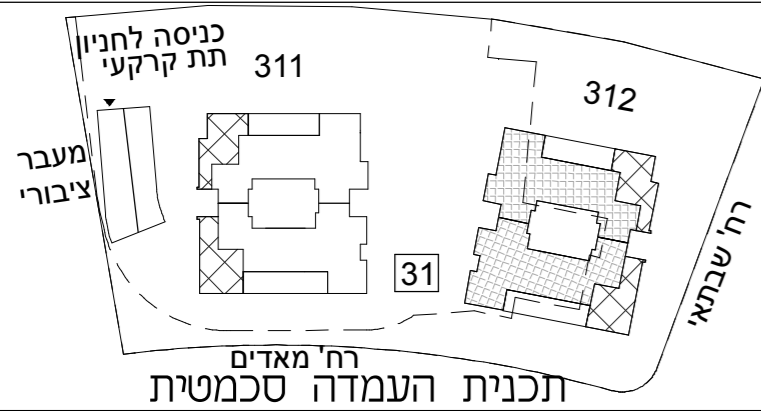 כניסה לחניון
תת קרקעי
311
312
מעבר
ציבורי
רח' שבתאי
31
רח' מאדים
תכנית העמדה סכמטית